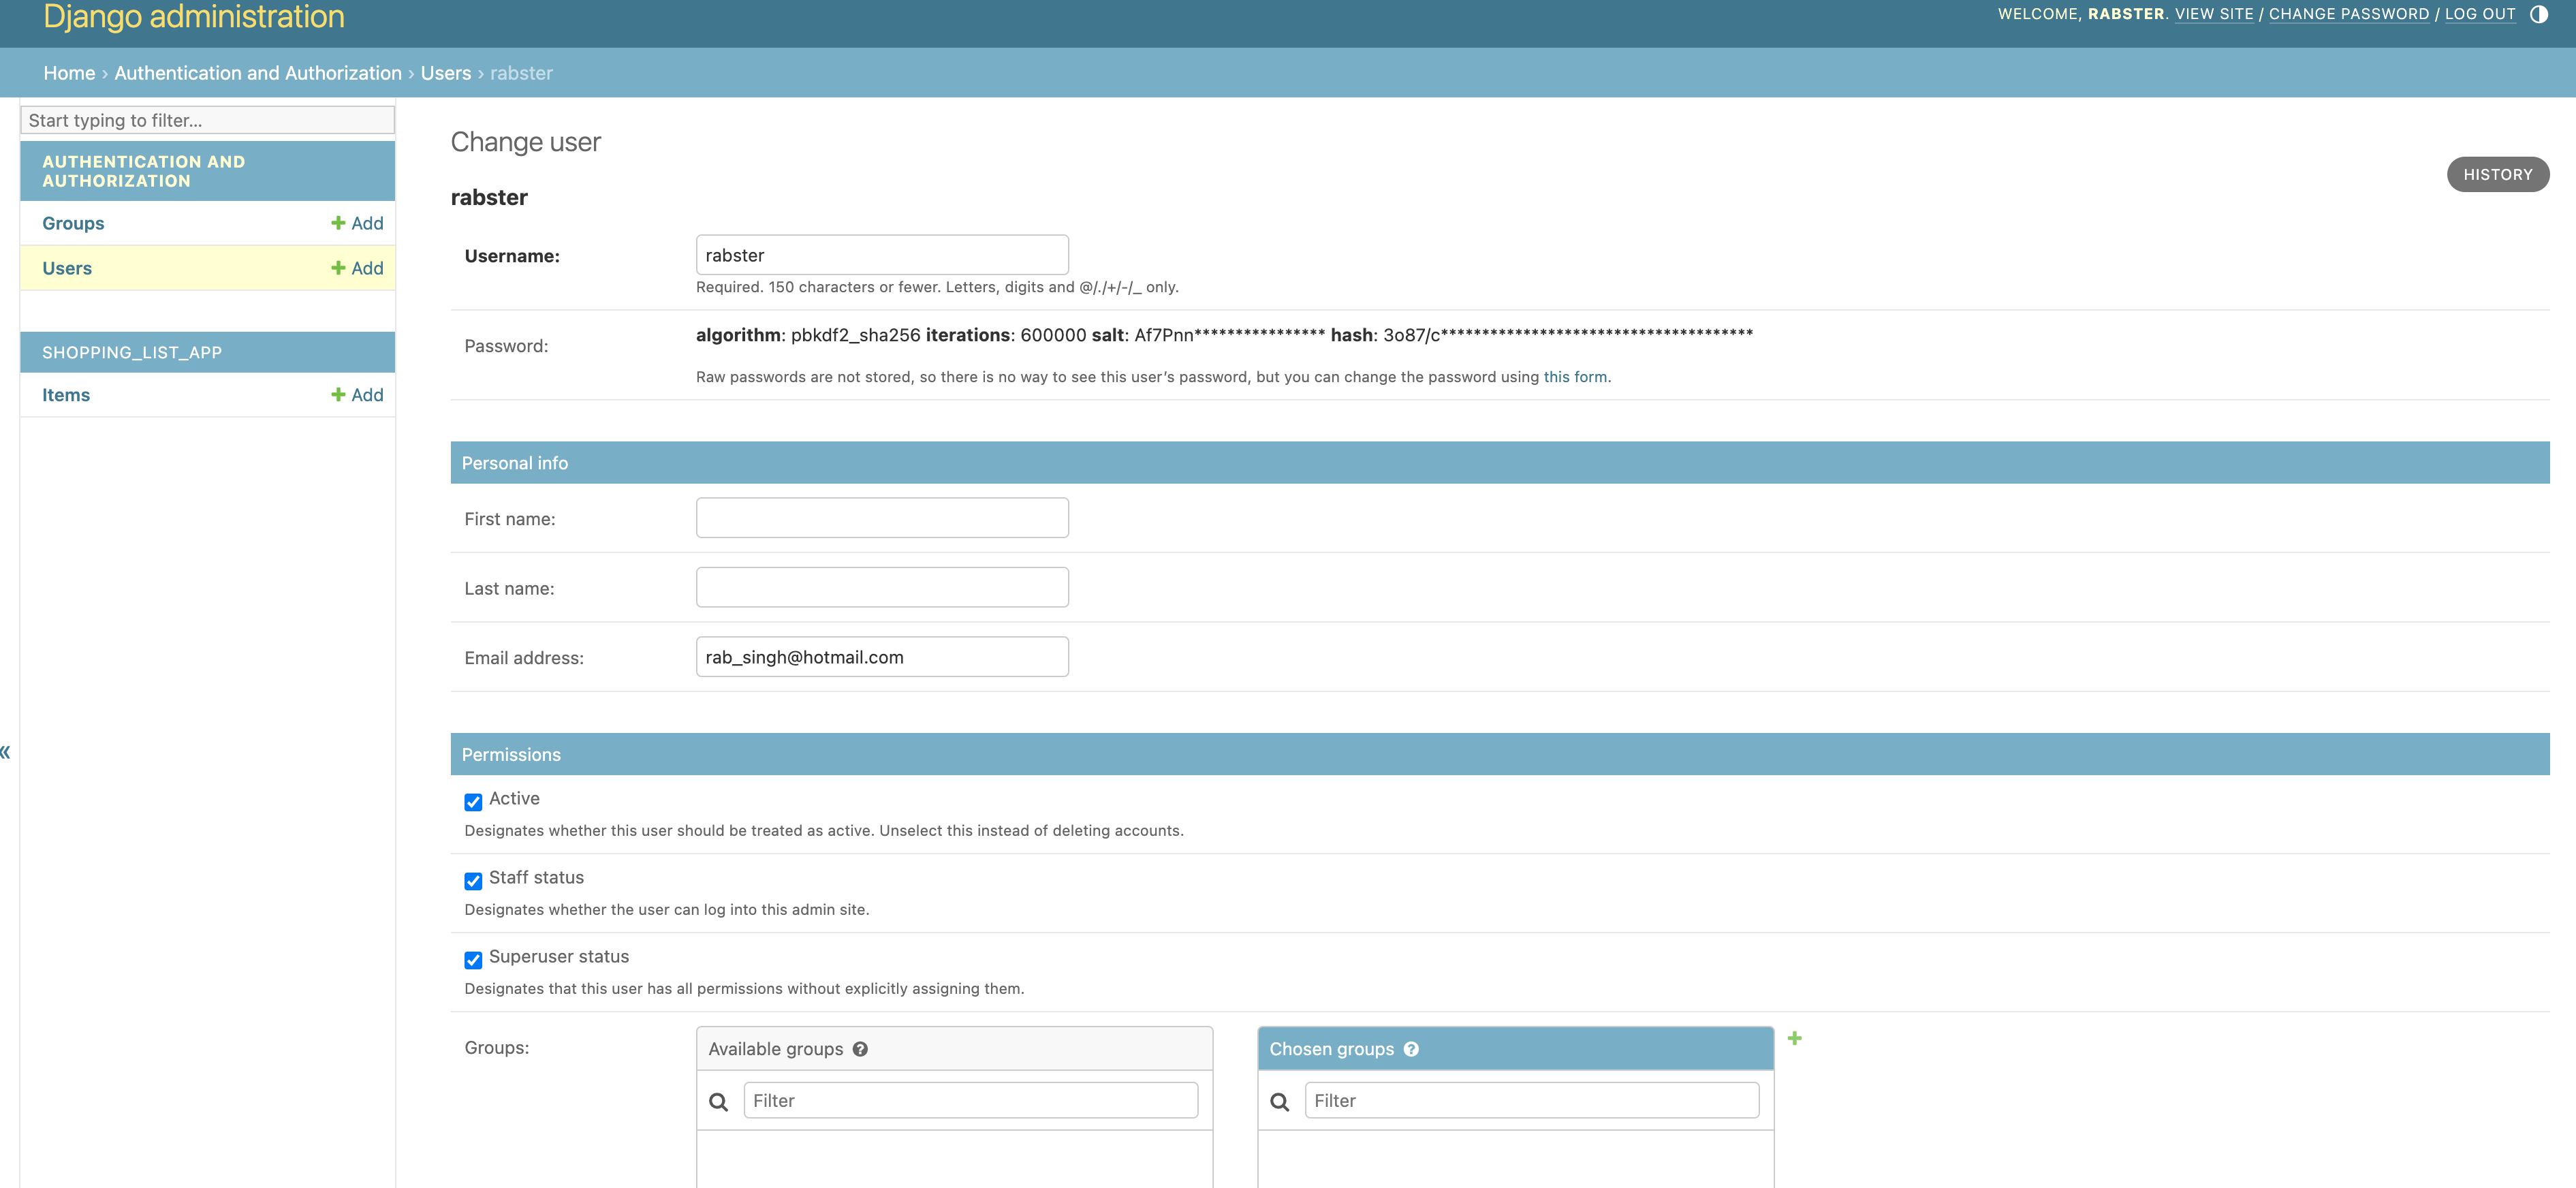 Django administration
WELCOME, RABSTER. VIEW SITE / CHANGE PASSWORD / LOG OUT
Home › Authentication and Authorization › Users › rabster
Start typing to filter...
AUTHENTICATION AND
AUTHORIZATION
Groups + Add
Users + Add
SHOPPING_LIST_APP
Items + Add
«
Change user
HISTORY
rabster
Username: rabster
Required. 150 characters or fewer. Letters, digits and @/./+/-/_ only.
Password: algorithm: pbkdf2_sha256 iterations: 600000 salt: Af7Pnn**************** hash: 3o87/c**************************************
Raw passwords are not stored, so there is no way to see this user’s password, but you can change the password using this form.
Personal info
First name:
Last name:
Email address: rab_singh@hotmail.com
Permissions
Active
Designates whether this user should be treated as active. Unselect this instead of deleting accounts.
Staff status
Designates whether the user can log into this admin site.
Superuser status
Designates that this user has all permissions without explicitly assigning them.
Groups: Available groups ? Chosen groups ? +
Filter Filter